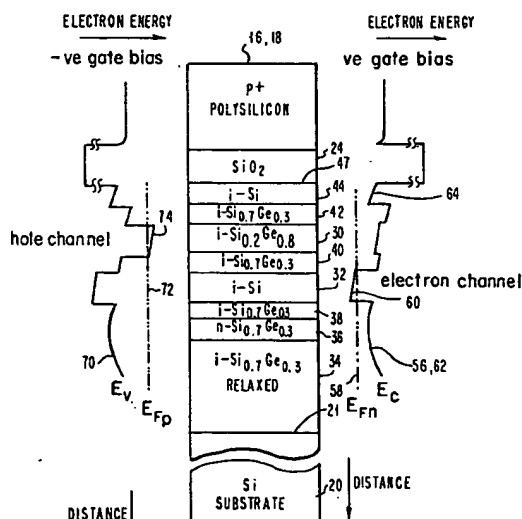 ELECTRON ENERGY
-ve gate bias
16,18
ELECTRON ENERGY
ve gate bias
p+
POLYSILICON
24
SiO2
47
i-Si
44
64
i-Si0.7Ge0.3
42
74
i-Si0.2Ge0.8
30
hole channel
i-Si0.7Ge0.3
40
72
i-Si
32
electron channel
60
i-Si0.7Ge03
38
n-Si0.7Ge0.3
36
70
i-Si0.7Ge0.3
RELAXED
34
58
56,62
Ev
EFp
EFn
Ec
21
Si
SUBSTRATE
20
DISTANCE
DISTANCE